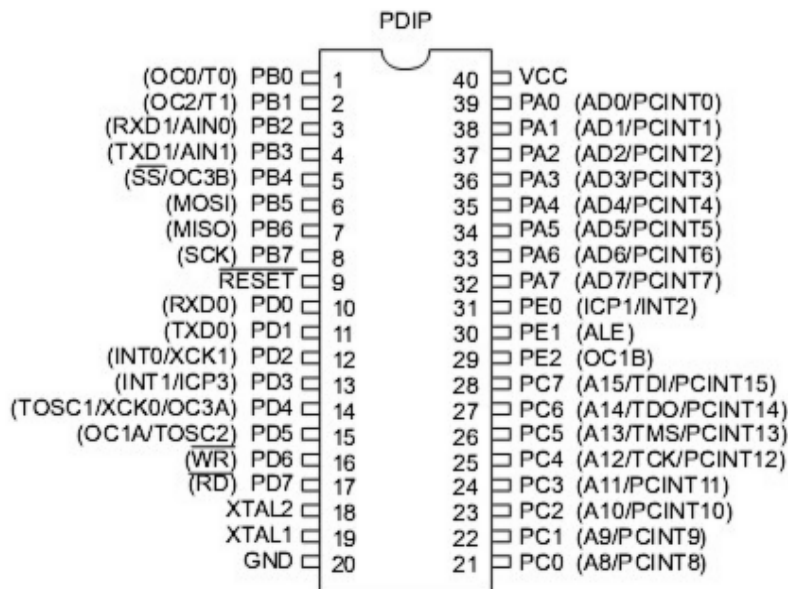 PDIP
(OC0/T0) PB0 1 40 VCC
(OC2/T1) PB1 2 39 PA0 (AD0/PCINT0)
(RXD1/AIN0) PB2 3 38 PA1 (AD1/PCINT1)
(TXD1/AIN1) PB3 4 37 PA2 (AD2/PCINT2)
(S̅S̅/OC3B) PB4 5 36 PA3 (AD3/PCINT3)
(MOSI) PB5 6 35 PA4 (AD4/PCINT4)
(MISO) PB6 7 34 PA5 (AD5/PCINT5)
(SCK) PB7 8 33 PA6 (AD6/PCINT6)
R̅E̅S̅E̅T̅ 9 32 PA7 (AD7/PCINT7)
(RXD0) PD0 10 31 PE0 (ICP1/INT2)
(TXD0) PD1 11 30 PE1 (ALE)
(INT0/XCK1) PD2 12 29 PE2 (OC1B)
(INT1/ICP3) PD3 13 28 PC7 (A15/TDI/PCINT15)
(TOSC1/XCK0/OC3A) PD4 14 27 PC6 (A14/TDO/PCINT14)
(OC1A/TOSC2) PD5 15 26 PC5 (A13/TMS/PCINT13)
(W̅R̅) PD6 16 25 PC4 (A12/TCK/PCINT12)
(R̅D̅) PD7 17 24 PC3 (A11/PCINT11)
XTAL2 18 23 PC2 (A10/PCINT10)
XTAL1 19 22 PC1 (A9/PCINT9)
GND 20 21 PC0 (A8/PCINT8)